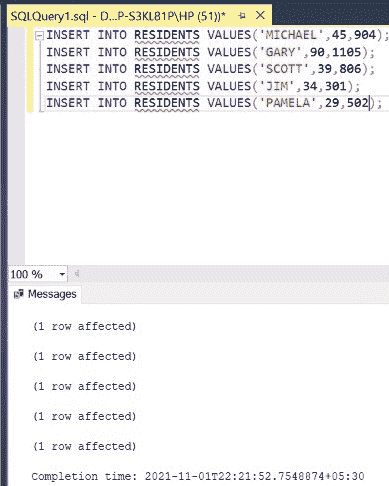 SQLQuery1.sql - D...P-S3KL81P\HP (51))*
INSERT INTO RESIDENTS VALUES('MICHAEL',45,904);
INSERT INTO RESIDENTS VALUES('GARY',90,1105);
INSERT INTO RESIDENTS VALUES('SCOTT',39,806);
INSERT INTO RESIDENTS VALUES('JIM',34,301);
INSERT INTO RESIDENTS VALUES('PAMELA',29,502);
100 %
Messages
(1 row affected)
(1 row affected)
(1 row affected)
(1 row affected)
(1 row affected)
Completion time: 2021-11-01T22:21:52.7548874+05:30